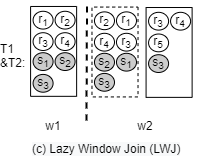 r1 r2 r1 r2 r3 r4
r3 r4 r3 r4 r5
T1
&T2: s1 s2 s2 s1 s3
s3 s3
w1 w2
(c) Lazy Window Join (LWJ)